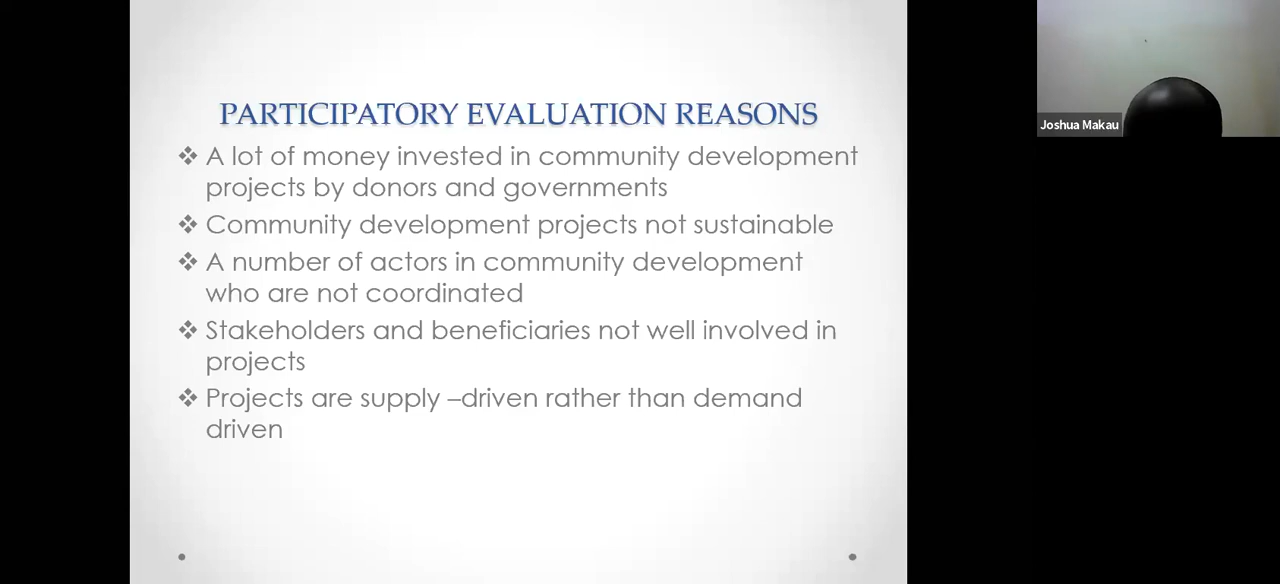 PARTICIPATORY EVALUATION REASONS
❖ A lot of money invested in community development
projects by donors and governments
❖ Community development projects not sustainable
❖ A number of actors in community development
who are not coordinated
❖ Stakeholders and beneficiaries not well involved in
projects
❖ Projects are supply –driven rather than demand
driven
Joshua Makau